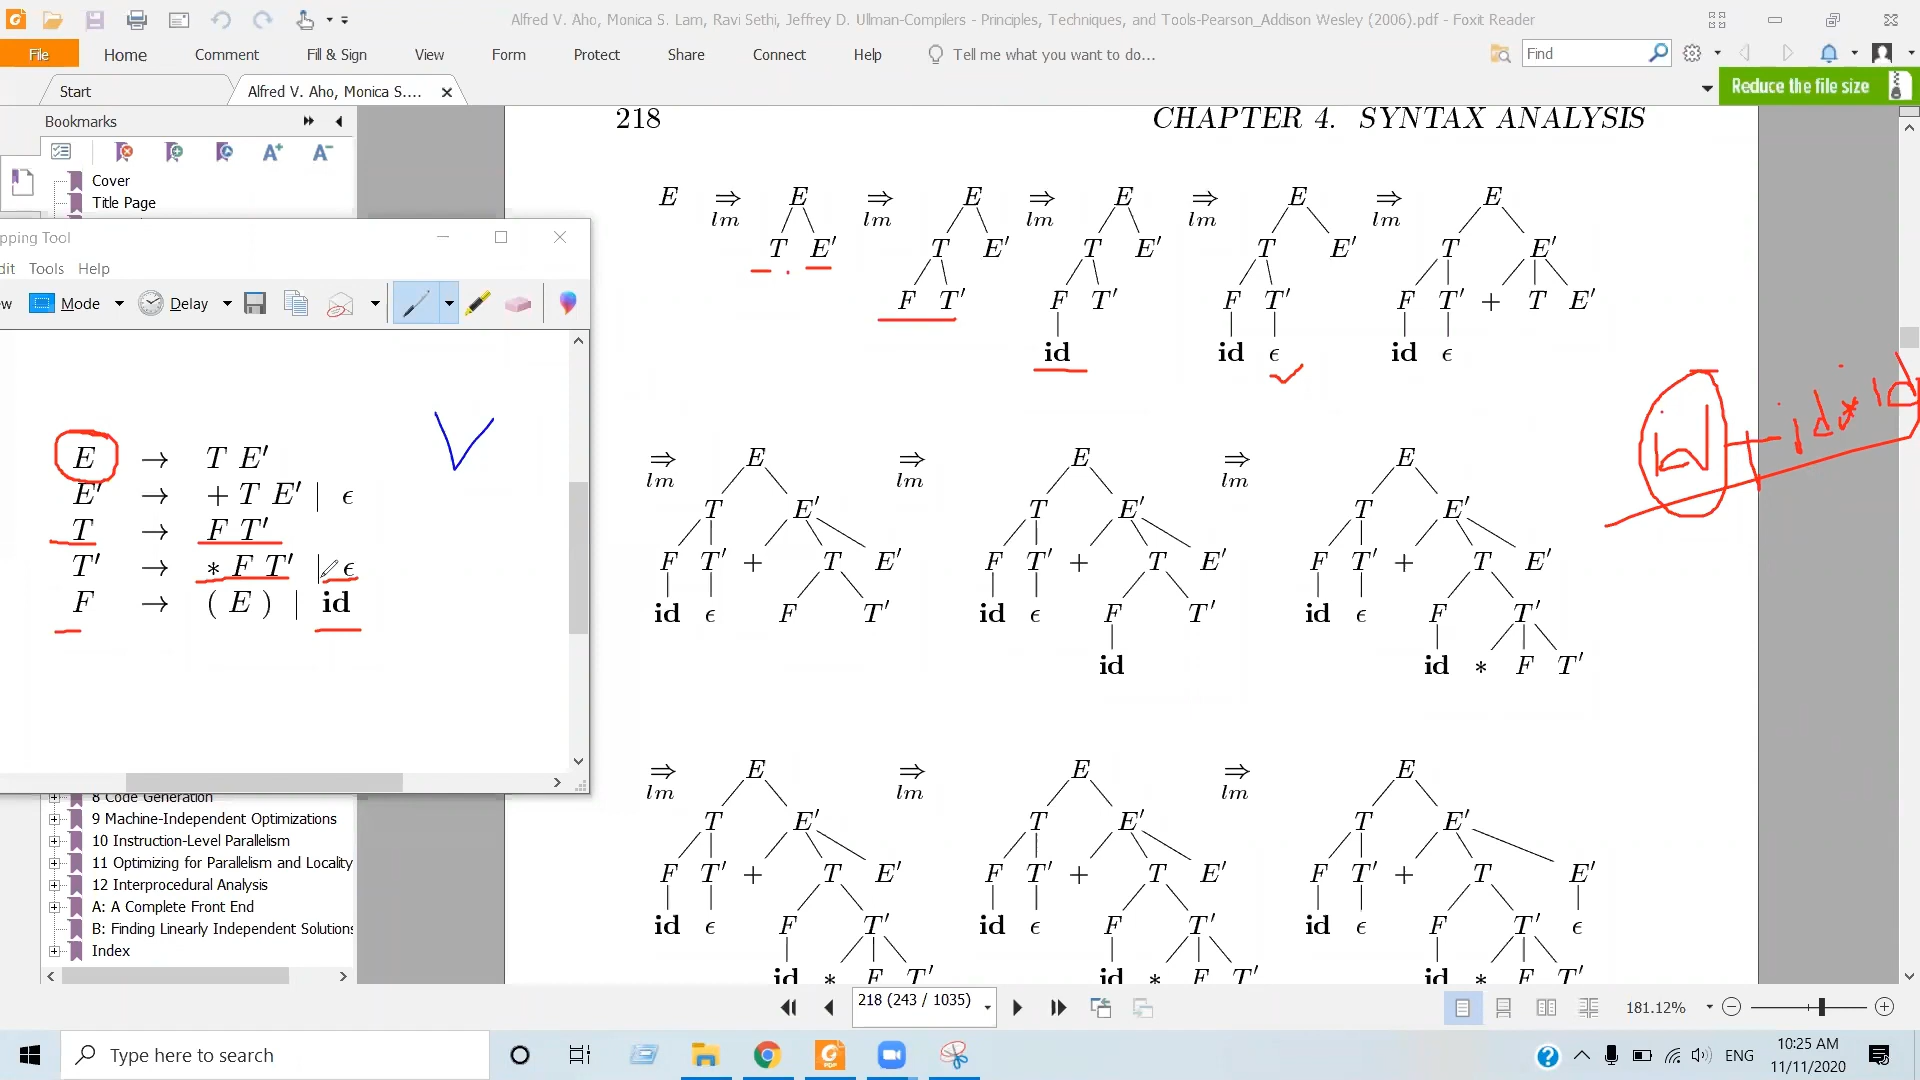 Alfred V. Aho, Monica S. Lam, Ravi Sethi, Jeffrey D. Ullman-Compilers - Principles, Techniques, and Tools-Pearson_Addison Wesley (2006).pdf - Foxit Reader
File Home Comment Fill & Sign View Form Protect Share Connect Help Tell me what you want to do... Find
Start Alfred V. Aho, Monica S.... Reduce the file size
Bookmarks
Cover
Title Page
pping Tool
dit Tools Help
w Mode Delay
E → T E′
E′ → + T E′ | ϵ
T → F T′
T′ → * F T′ | ϵ
F → ( E ) | id
8 Code Generation
9 Machine-Independent Optimizations
10 Instruction-Level Parallelism
11 Optimizing for Parallelism and Locality
12 Interprocedural Analysis
A: A Complete Front End
B: Finding Linearly Independent Solutions
Index
218 CHAPTER 4. SYNTAX ANALYSIS
E ⇒ E ⇒ E ⇒ E ⇒ E ⇒ E
lm lm lm lm lm
T E′ T E′ T E′ T E′ T E′
F T′ F T′ F T′ F T′ + T E′
id id ϵ id ϵ
id + id * id
⇒ E ⇒ E ⇒ E
lm lm lm
T E′ T E′ T E′
F T′ + T E′ F T′ + T E′ F T′ + T E′
id ϵ F T′ id ϵ F T′ id ϵ F T′
id id * F T′
⇒ E ⇒ E ⇒ E
lm lm lm
T E′ T E′ T E′
F T′ + T E′ F T′ + T E′ F T′ + T E′
id ϵ F T′ id ϵ F T′ id ϵ F T′ ϵ
id * F T′ id * F T′ id * F T′
218 (243 / 1035) 181.12%
Type here to search
ENG 10:25 AM
11/11/2020